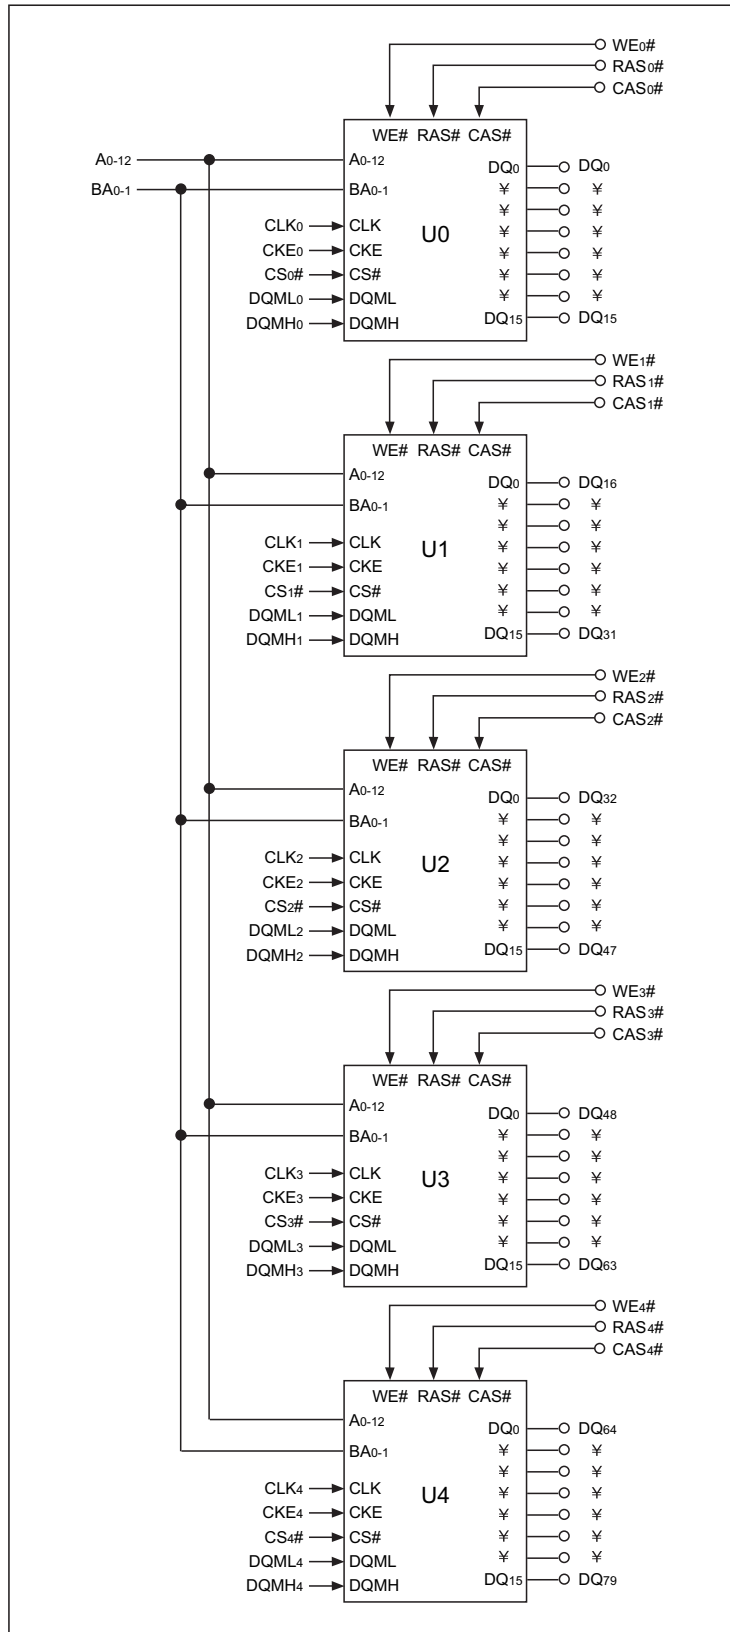 WE0#
RAS0#
CAS0#
WE# RAS# CAS#
A0-12 A0-12 DQ0 DQ0
BA0-1 BA0-1 ¥ ¥
¥ ¥
CLK0 CLK ¥ ¥
U0
CKE0 CKE ¥ ¥
CS0# CS# ¥ ¥
DQML0 DQML ¥ ¥
DQMH0 DQMH DQ15 DQ15
WE1#
RAS1#
CAS1#
WE# RAS# CAS#
A0-12 DQ0 DQ16
BA0-1 ¥ ¥
¥ ¥
CLK1 CLK ¥ ¥
U1
CKE1 CKE ¥ ¥
CS1# CS# ¥ ¥
DQML1 DQML ¥ ¥
DQMH1 DQMH DQ15 DQ31
WE2#
RAS2#
CAS2#
WE# RAS# CAS#
A0-12 DQ0 DQ32
BA0-1 ¥ ¥
¥ ¥
CLK2 CLK ¥ ¥
U2
CKE2 CKE ¥ ¥
CS2# CS# ¥ ¥
DQML2 DQML ¥ ¥
DQMH2 DQMH DQ15 DQ47
WE3#
RAS3#
CAS3#
WE# RAS# CAS#
A0-12 DQ0 DQ48
BA0-1 ¥ ¥
¥ ¥
CLK3 CLK ¥ ¥
U3
CKE3 CKE ¥ ¥
CS3# CS# ¥ ¥
DQML3 DQML ¥ ¥
DQMH3 DQMH DQ15 DQ63
WE4#
RAS4#
CAS4#
WE# RAS# CAS#
A0-12 DQ0 DQ64
BA0-1 ¥ ¥
¥ ¥
CLK4 CLK ¥ ¥
U4
CKE4 CKE ¥ ¥
CS4# CS# ¥ ¥
DQML4 DQML ¥ ¥
DQMH4 DQMH DQ15 DQ79